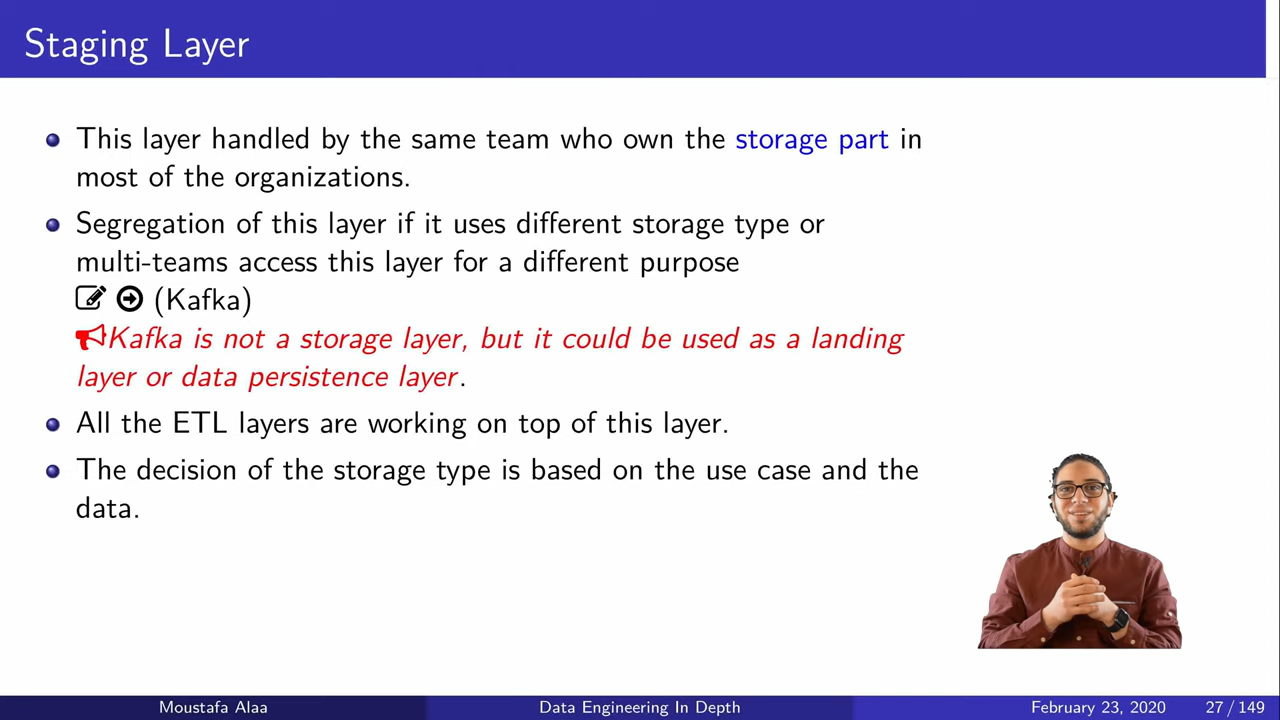 Staging Layer
This layer handled by the same team who own the storage part in
most of the organizations.
Segregation of this layer if it uses different storage type or
multi-teams access this layer for a different purpose
(Kafka)
Kafka is not a storage layer, but it could be used as a landing
layer or data persistence layer.
All the ETL layers are working on top of this layer.
The decision of the storage type is based on the use case and the
data.
Moustafa Alaa
Data Engineering In Depth
February 23, 2020
27 / 149